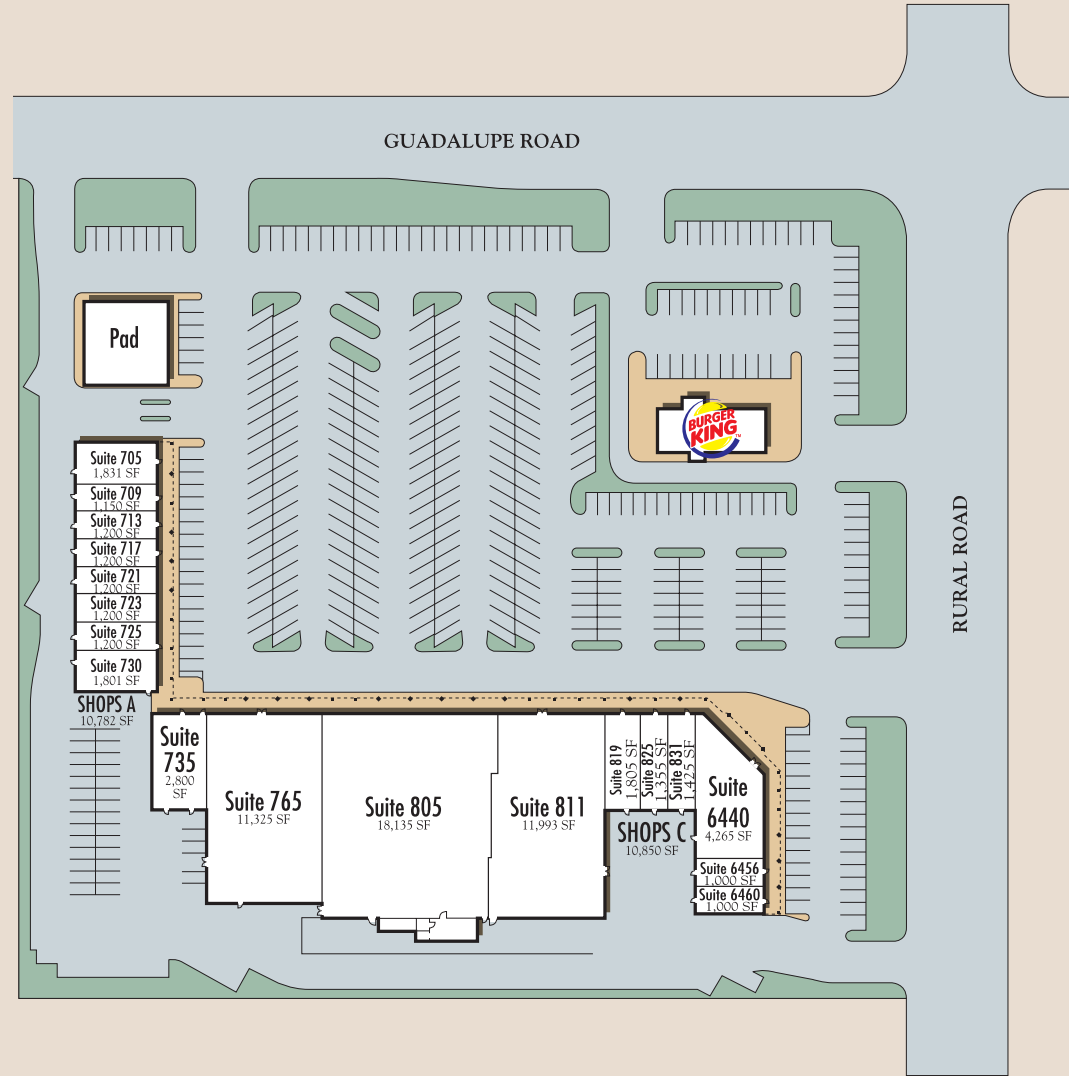 GUADALUPE ROAD
RURAL ROAD
Pad
BURGER
KING™
Suite 705
1,831 SF
Suite 709
1,150 SF
Suite 713
1,200 SF
Suite 717
1,200 SF
Suite 721
1,200 SF
Suite 723
1,200 SF
Suite 725
1,200 SF
Suite 730
1,801 SF
SHOPS A
10,782 SF
Suite
735
2,800
SF
Suite 765
11,325 SF
Suite 805
18,135 SF
Suite 811
11,993 SF
Suite 819
1,805 SF
Suite 825
1,355 SF
Suite 831
1,425 SF
SHOPS C
10,850 SF
Suite
6440
4,265 SF
Suite 6456
1,000 SF
Suite 6460
1,000 SF